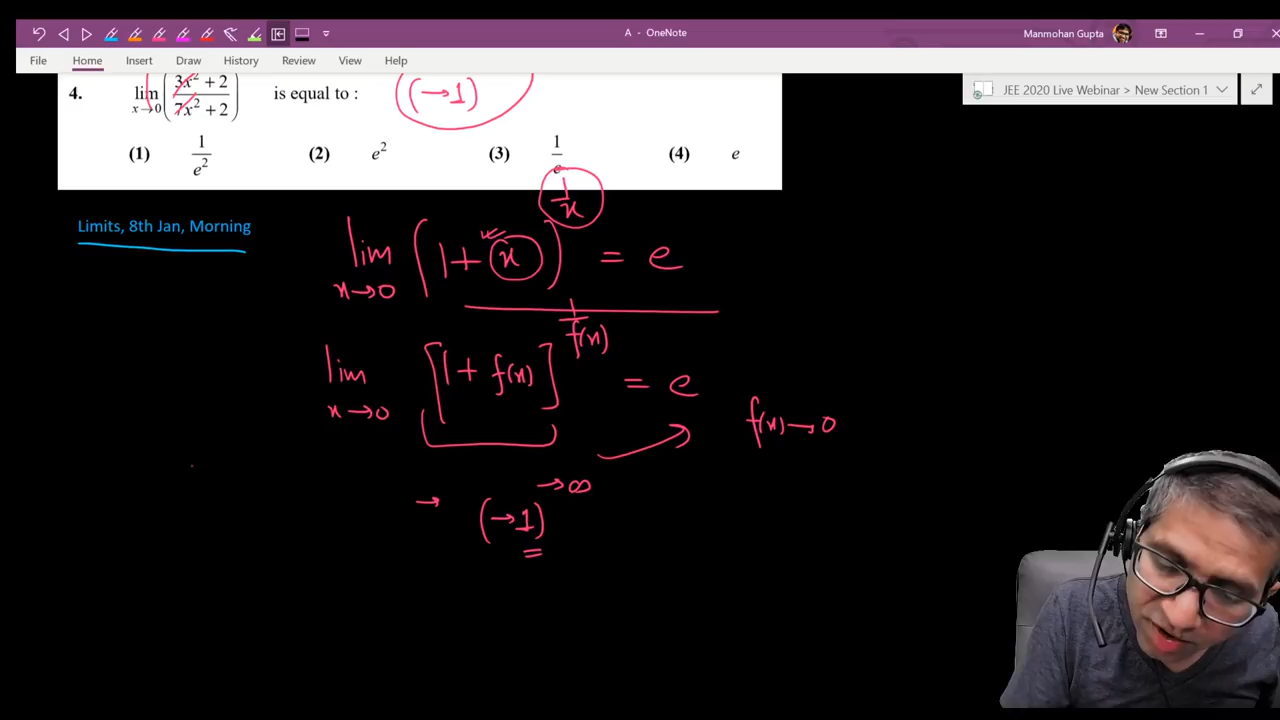 A - OneNote
Manmohan Gupta
File Home Insert Draw History Review View Help
JEE 2020 Live Webinar > New Section 1
4. lim x→0 (3x² + 2 / 7x² + 2) is equal to : (→1)
(1) 1/e² (2) e² (3) 1/e (4) e
Limits, 8th Jan, Morning
lim x→0 (1 + x)^(1/x) = e
lim x→0 [1 + f(x)]^(1/f(x)) = e
f(x) → 0
→ (→1)^(→∞)